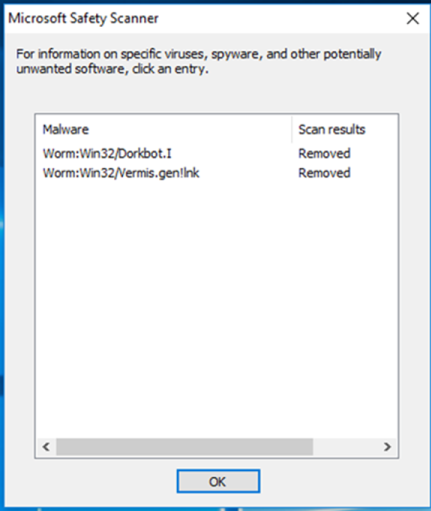 Microsoft Safety Scanner
For information on specific viruses, spyware, and other potentially
unwanted software, click an entry.
Malware Scan results
Worm:Win32/Dorkbot.I Removed
Worm:Win32/Vermis.gen!lnk Removed
OK